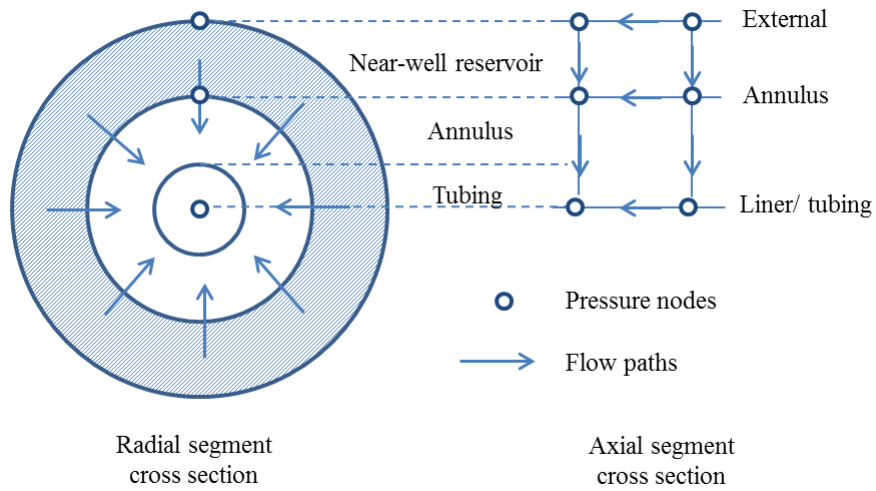 External
Near-well reservoir
Annulus
Annulus
Tubing
Liner/ tubing
Pressure nodes
Flow paths
Radial segment
cross section
Axial segment
cross section